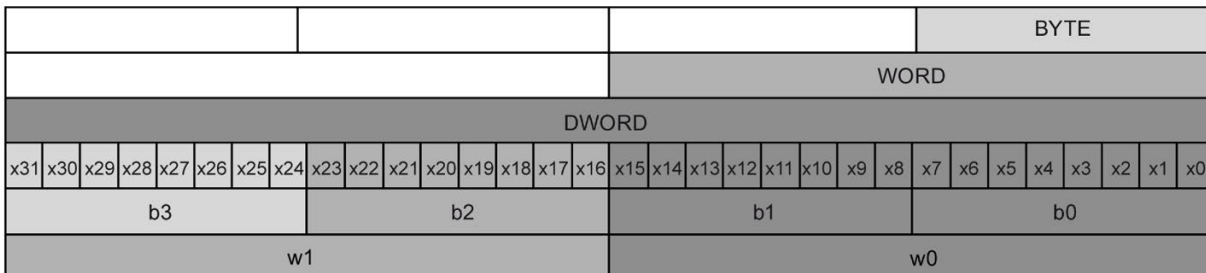 BYTE
WORD
DWORD
x31 x30 x29 x28 x27 x26 x25 x24 x23 x22 x21 x20 x19 x18 x17 x16 x15 x14 x13 x12 x11 x10 x9 x8 x7 x6 x5 x4 x3 x2 x1 x0
b3 b2 b1 b0
w1 w0